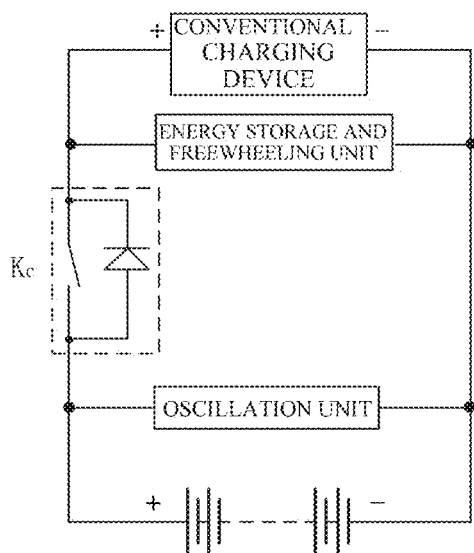 + CONVENTIONAL −
CHARGING
DEVICE
ENERGY STORAGE AND
FREEWHEELING UNIT
Kc
OSCILLATION UNIT
+ −